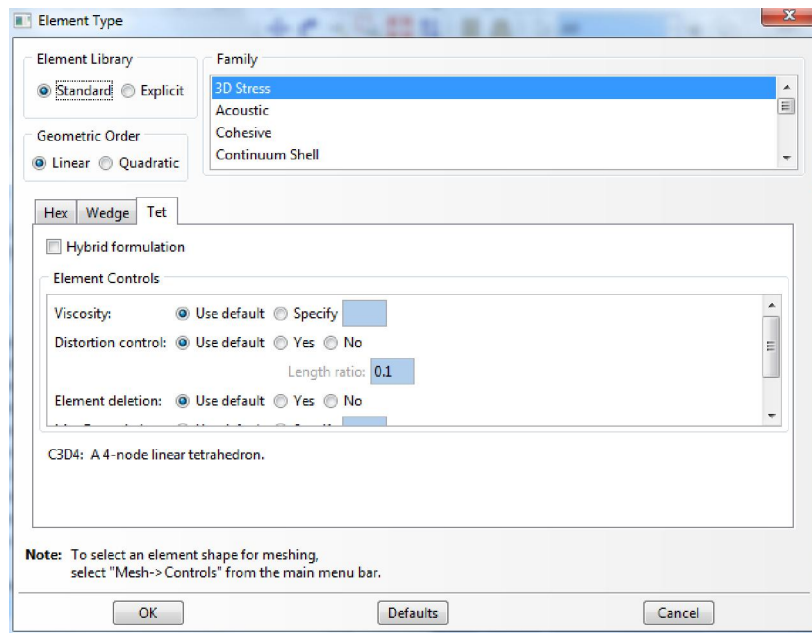 Element Type
Element Library
Standard Explicit
Family
3D Stress
Acoustic
Cohesive
Continuum Shell
Geometric Order
Linear Quadratic
Hex Wedge Tet
Hybrid formulation
Element Controls
Viscosity: Use default Specify
Distortion control: Use default Yes No
Length ratio: 0.1
Element deletion: Use default Yes No
C3D4: A 4-node linear tetrahedron.
Note: To select an element shape for meshing,
select "Mesh->Controls" from the main menu bar.
OK Defaults Cancel